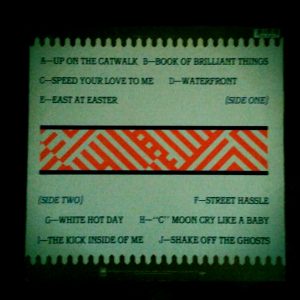 A—UP ON THE CATWALK B—BOOK OF BRILLIANT THINGS
C—SPEED YOUR LOVE TO ME D—WATERFRONT
E—EAST AT EASTER (SIDE ONE)
(SIDE TWO) F—STREET HASSLE
G—WHITE HOT DAY H—"C" MOON CRY LIKE A BABY
I—THE KICK INSIDE OF ME J—SHAKE OFF THE GHOSTS